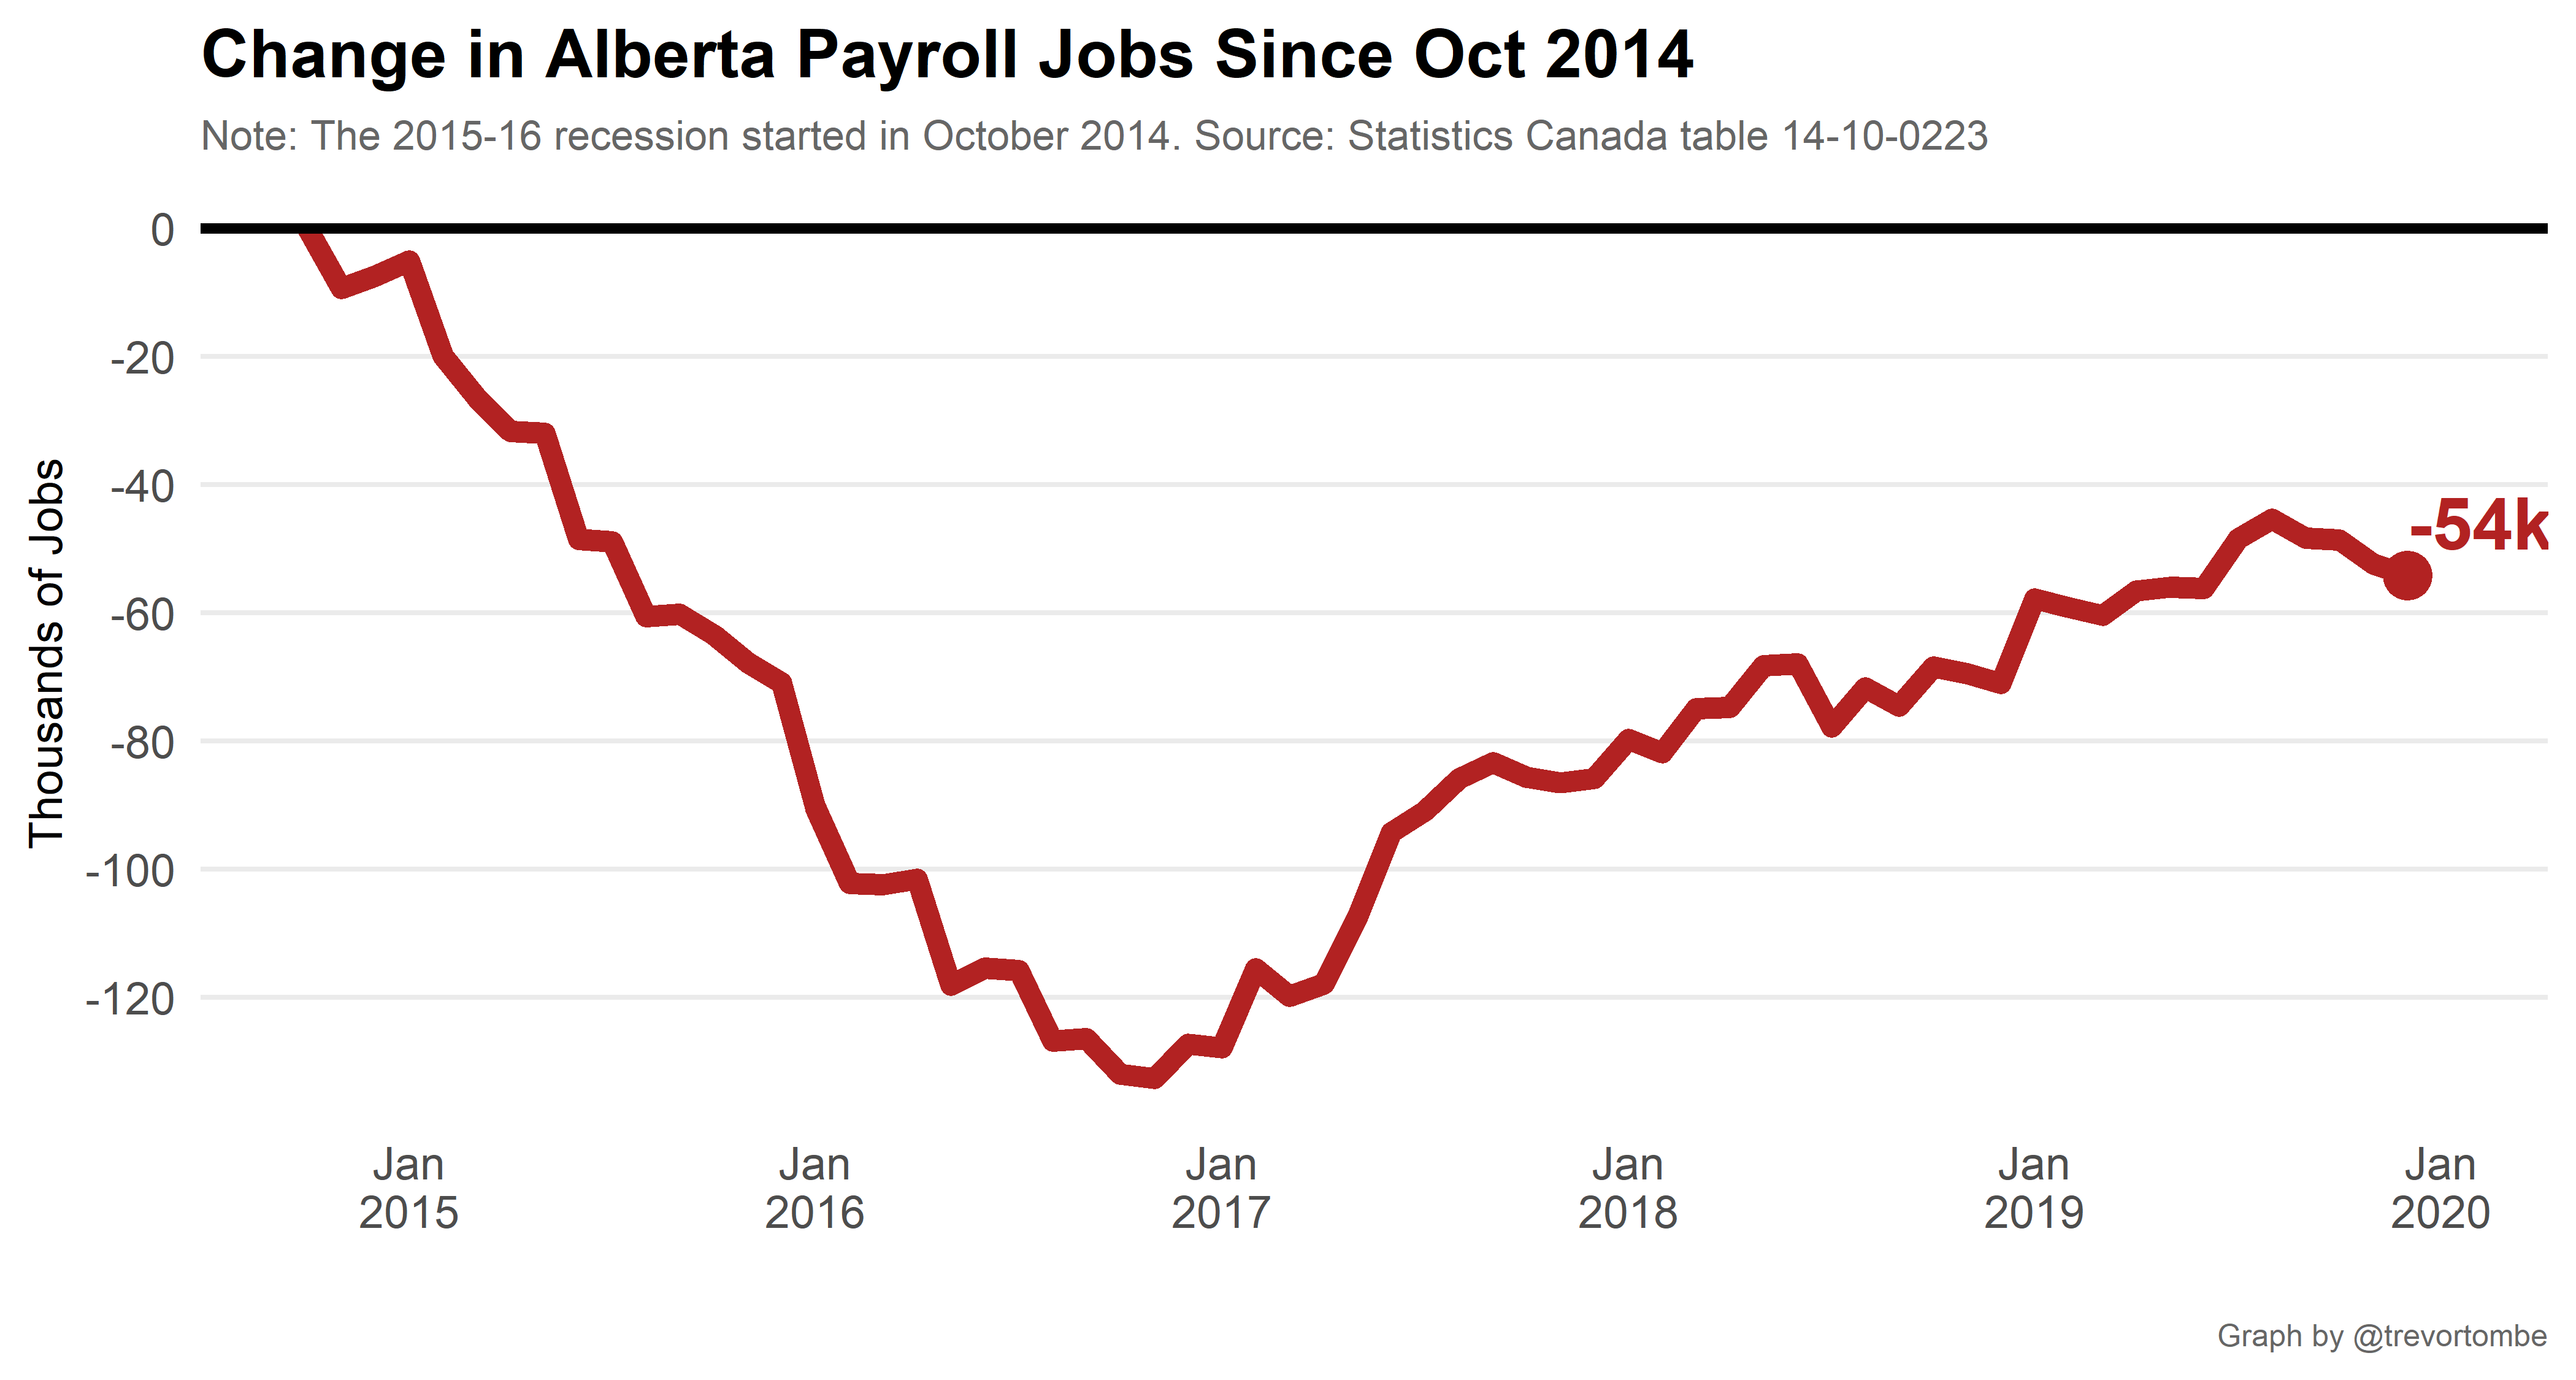 Change in Alberta Payroll Jobs Since Oct 2014
Note: The 2015-16 recession started in October 2014. Source: Statistics Canada table 14-10-0223
Thousands of Jobs
0
-20
-40
-60
-80
-100
-120
-54k
Jan
2015
Jan
2016
Jan
2017
Jan
2018
Jan
2019
Jan
2020
Graph by @trevortombe